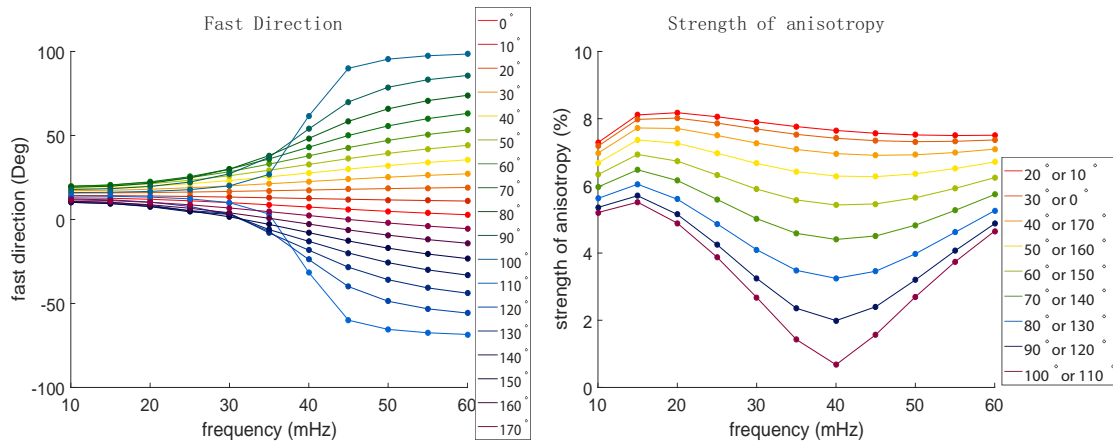 Fast Direction
100
50
0
-50
-100
10
20
30
40
50
60
fast direction (Deg)
frequency (mHz)
0°
10°
20°
30°
40°
50°
60°
70°
80°
90°
100°
110°
120°
130°
140°
150°
160°
170°
Strength of anisotropy
10
8
6
4
2
0
10
20
30
40
50
60
strength of anisotropy (%)
frequency (mHz)
20° or 10°
30° or 0°
40° or 170°
50° or 160°
60° or 150°
70° or 140°
80° or 130°
90° or 120°
100° or 110°